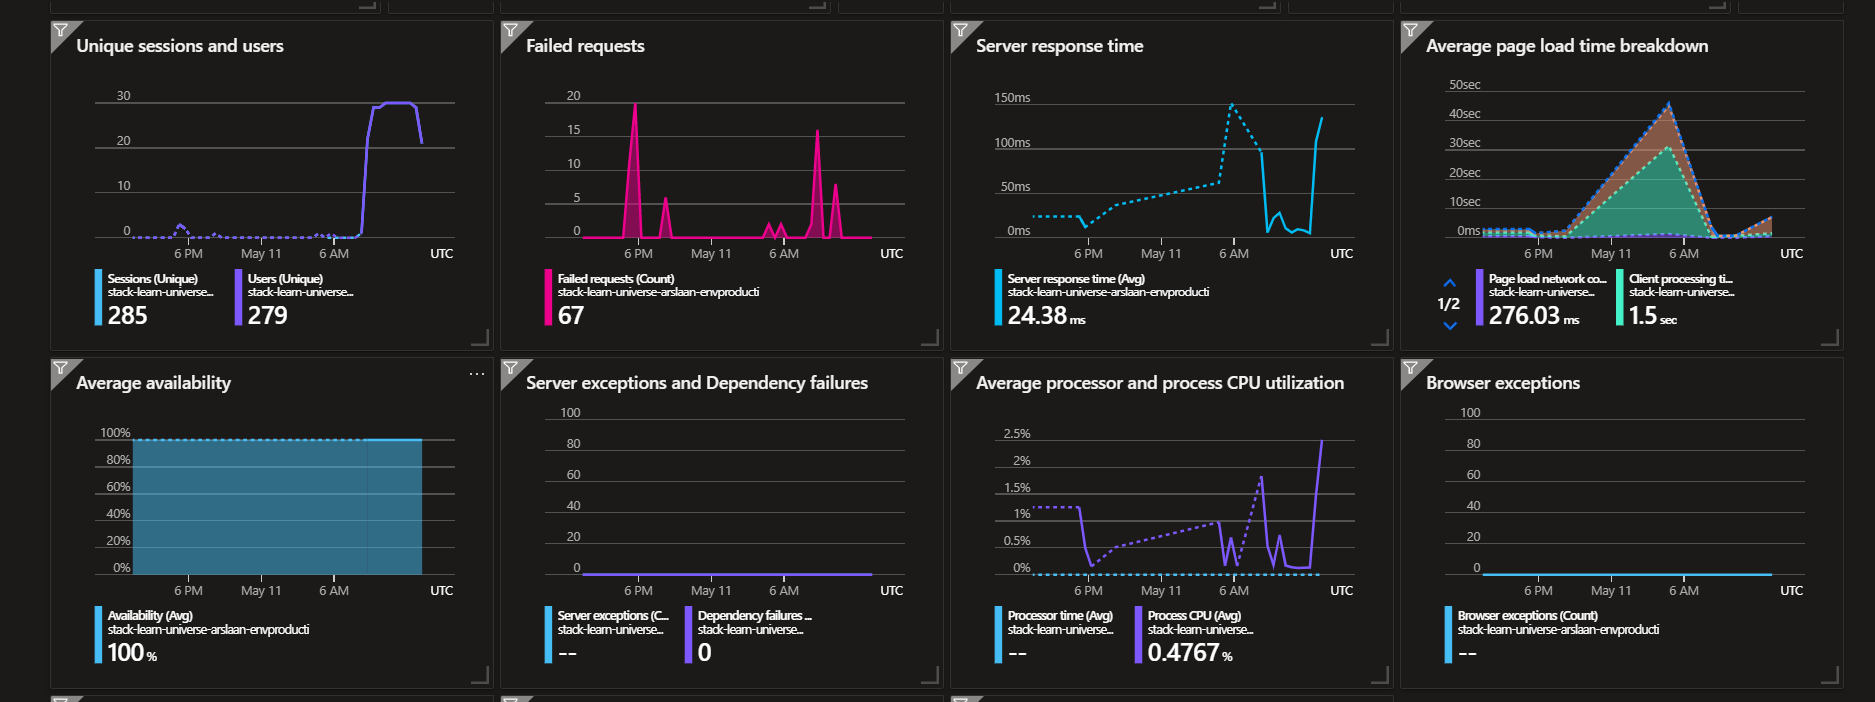 Unique sessions and users
30
20
10
0
6 PM May 11 6 AM UTC
Sessions (Unique) Users (Unique)
stack-learn-universe... stack-learn-universe...
285 279
Failed requests
20
15
10
5
0
6 PM May 11 6 AM UTC
Failed requests (Count)
stack-learn-universe-arslaan-envproducti
67
Server response time
150ms
100ms
50ms
0ms
6 PM May 11 6 AM UTC
Server response time (Avg)
stack-learn-universe-arslaan-envproducti
24.38 ms
Average page load time breakdown
50sec
40sec
30sec
20sec
10sec
0ms
6 PM May 11 6 AM UTC
1/2
Page load network co... Client processing ti...
stack-learn-universe... stack-learn-universe...
276.03 ms 1.5 sec
Average availability
...
100%
80%
60%
40%
20%
0%
6 PM May 11 6 AM UTC
Availability (Avg)
stack-learn-universe-arslaan-envproducti
100 %
Server exceptions and Dependency failures
100
80
60
40
20
0
6 PM May 11 6 AM UTC
Server exceptions (C... Dependency failures ...
stack-learn-universe... stack-learn-universe...
-- 0
Average processor and process CPU utilization
2.5%
2%
1.5%
1%
0.5%
0%
6 PM May 11 6 AM UTC
Processor time (Avg) Process CPU (Avg)
stack-learn-universe... stack-learn-universe...
-- 0.4767 %
Browser exceptions
100
80
60
40
20
0
6 PM May 11 6 AM UTC
Browser exceptions (Count)
stack-learn-universe-arslaan-envproducti
--